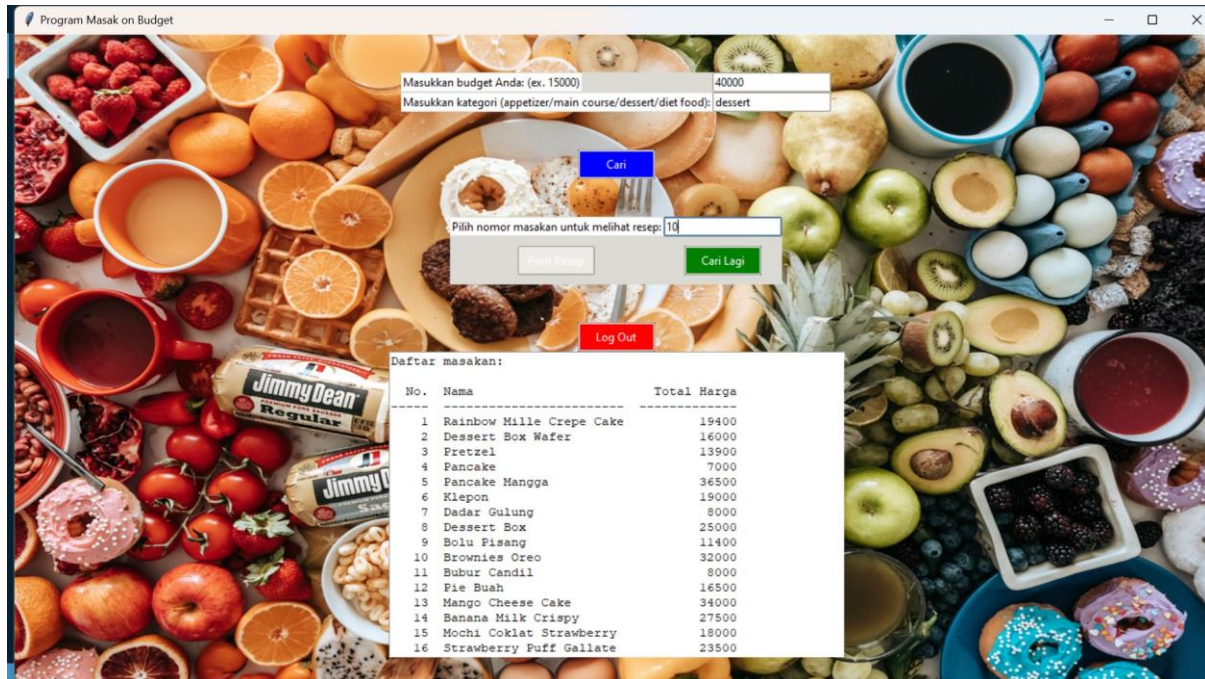 Program Masak on Budget
Masukkan budget Anda: (ex. 15000) 40000
Masukkan kategori (appetizer/main course/dessert/diet food): dessert
Cari
Pilih nomor masakan untuk melihat resep: 10
Print Resep Cari Lagi
Log Out
Daftar masakan:
No. Nama Total Harga
----- ------------------------- -------------
1 Rainbow Mille Crepe Cake 19400
2 Dessert Box Wafer 16000
3 Pretzel 13900
4 Pancake 7000
5 Pancake Mangga 36500
6 Klepon 19000
7 Dadar Gulung 8000
8 Dessert Box 25000
9 Bolu Pisang 11400
10 Brownies Oreo 32000
11 Bubur Candil 8000
12 Pie Buah 16500
13 Mango Cheese Cake 34000
14 Banana Milk Crispy 27500
15 Mochi Coklat Strawberry 18000
16 Strawberry Puff Gallate 23500
Jimmy Dean
PREMIUM PORK SAUSAGE
Regular
Jimmy